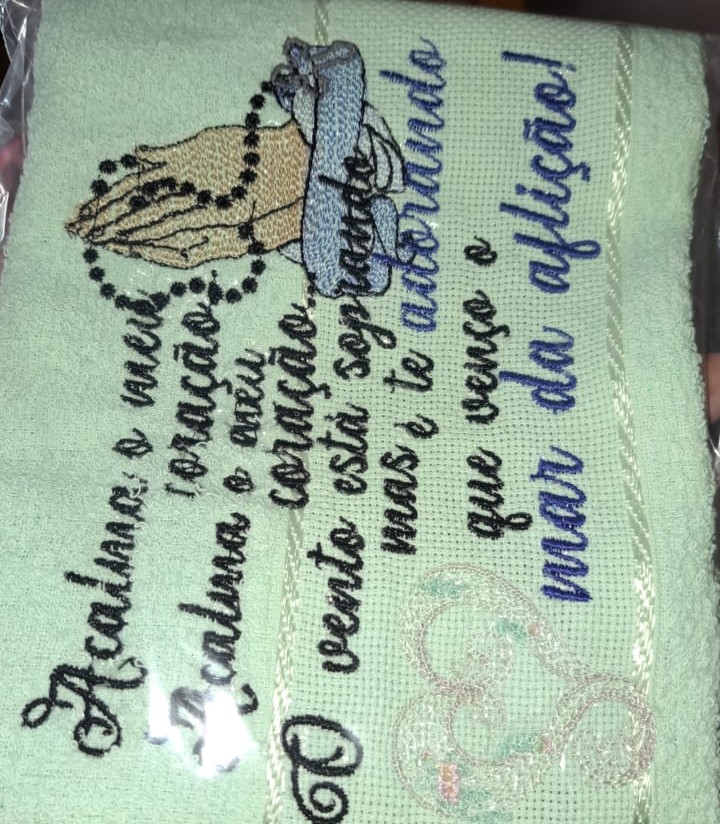 Acalma o meu
coração
Acalma o meu
coração...
O vento está soprando
mas é te adorando
que venço o
mar da aflição!